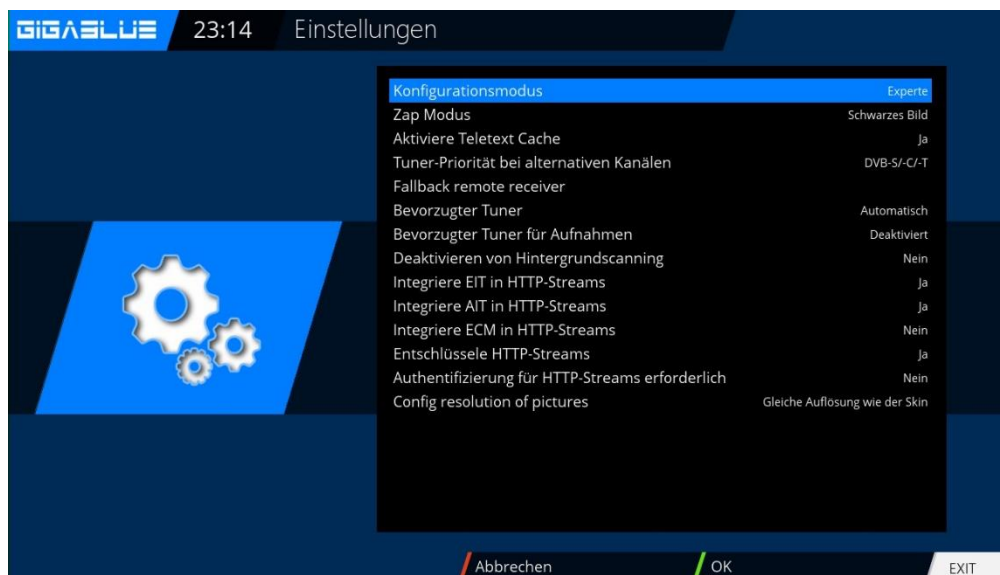 GIGABLUE 23:14 Einstellungen
Konfigurationsmodus Experte
Zap Modus Schwarzes Bild
Aktiviere Teletext Cache Ja
Tuner-Priorität bei alternativen Kanälen DVB-S/-C/-T
Fallback remote receiver
Bevorzugter Tuner Automatisch
Bevorzugter Tuner für Aufnahmen Deaktiviert
Deaktivieren von Hintergrundscanning Nein
Integriere EIT in HTTP-Streams Ja
Integriere AIT in HTTP-Streams Ja
Integriere ECM in HTTP-Streams Nein
Entschlüssele HTTP-Streams Ja
Authentifizierung für HTTP-Streams erforderlich Nein
Config resolution of pictures Gleiche Auflösung wie der Skin
Abbrechen OK EXIT